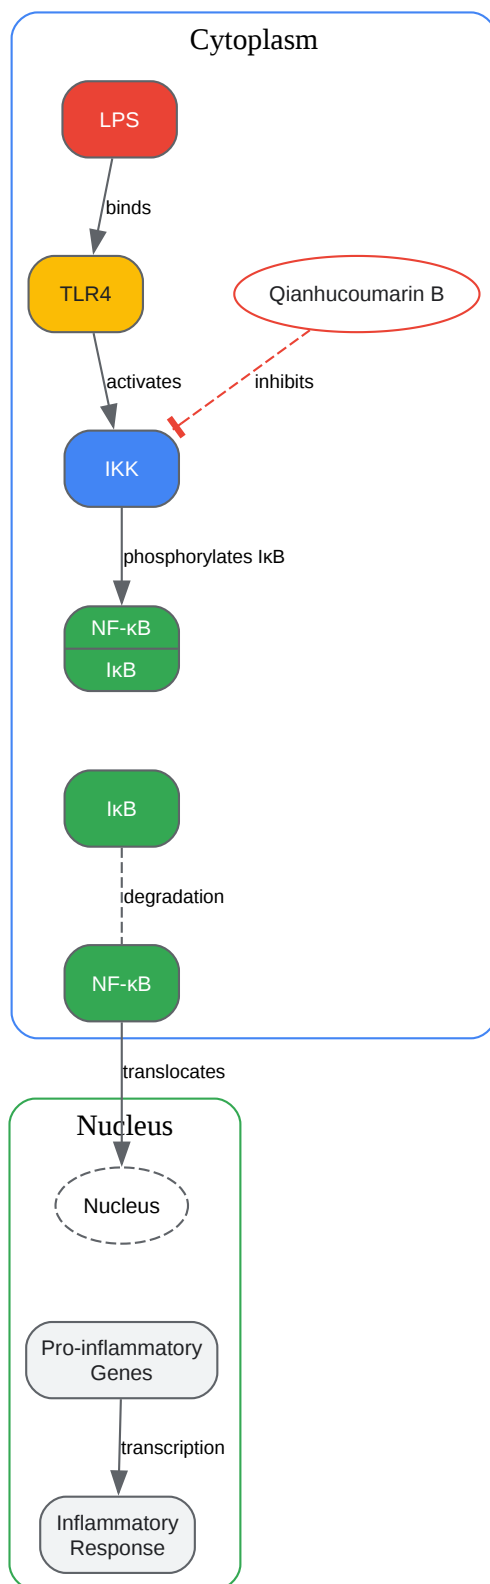 Cytoplasm
LPS
binds
TLR4
Qianhucoumarin B
activates
inhibits
IKK
phosphorylates IκB
NF-κB
IκB
IκB
degradation
NF-κB
translocates
Nucleus
Nucleus
Pro-inflammatory
Genes
transcription
Inflammatory
Response